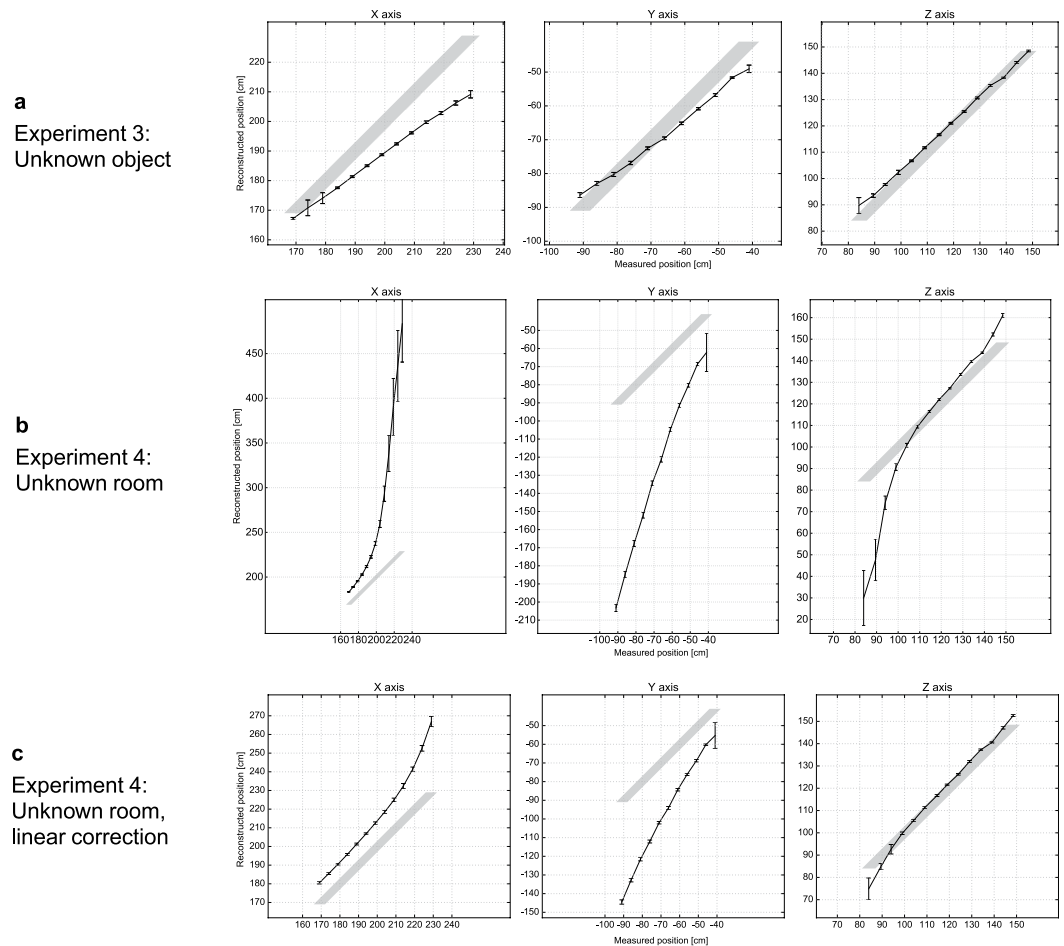 a
Experiment 3:
Unknown object
X axis
Reconstructed position [cm]
220
210
200
190
180
170
160
170 180 190 200 210 220 230 240
Y axis
-50
-60
-70
-80
-90
-100
-100 -90 -80 -70 -60 -50 -40
Measured position [cm]
Z axis
150
140
130
120
110
100
90
80
70 80 90 100 110 120 130 140 150
b
Experiment 4:
Unknown room
X axis
Reconstructed position [cm]
450
400
350
300
250
200
160 180 200 220 240
Y axis
-50
-60
-70
-80
-90
-100
-110
-120
-130
-140
-150
-160
-170
-180
-190
-200
-210
-100 -90 -80 -70 -60 -50 -40
Measured position [cm]
Z axis
160
150
140
130
120
110
100
90
80
70
60
50
40
30
20
70 80 90 100 110 120 130 140 150
c
Experiment 4:
Unknown room,
linear correction
X axis
Reconstructed position [cm]
270
260
250
240
230
220
210
200
190
180
170
140 150 160 170 180 190 200 210 220 230 240
Y axis
-50
-60
-70
-80
-90
-100
-110
-120
-130
-140
-150
-100 -90 -80 -70 -60 -50 -40
Measured position [cm]
Z axis
150
140
130
120
110
100
90
80
70
70 80 90 100 110 120 130 140 150